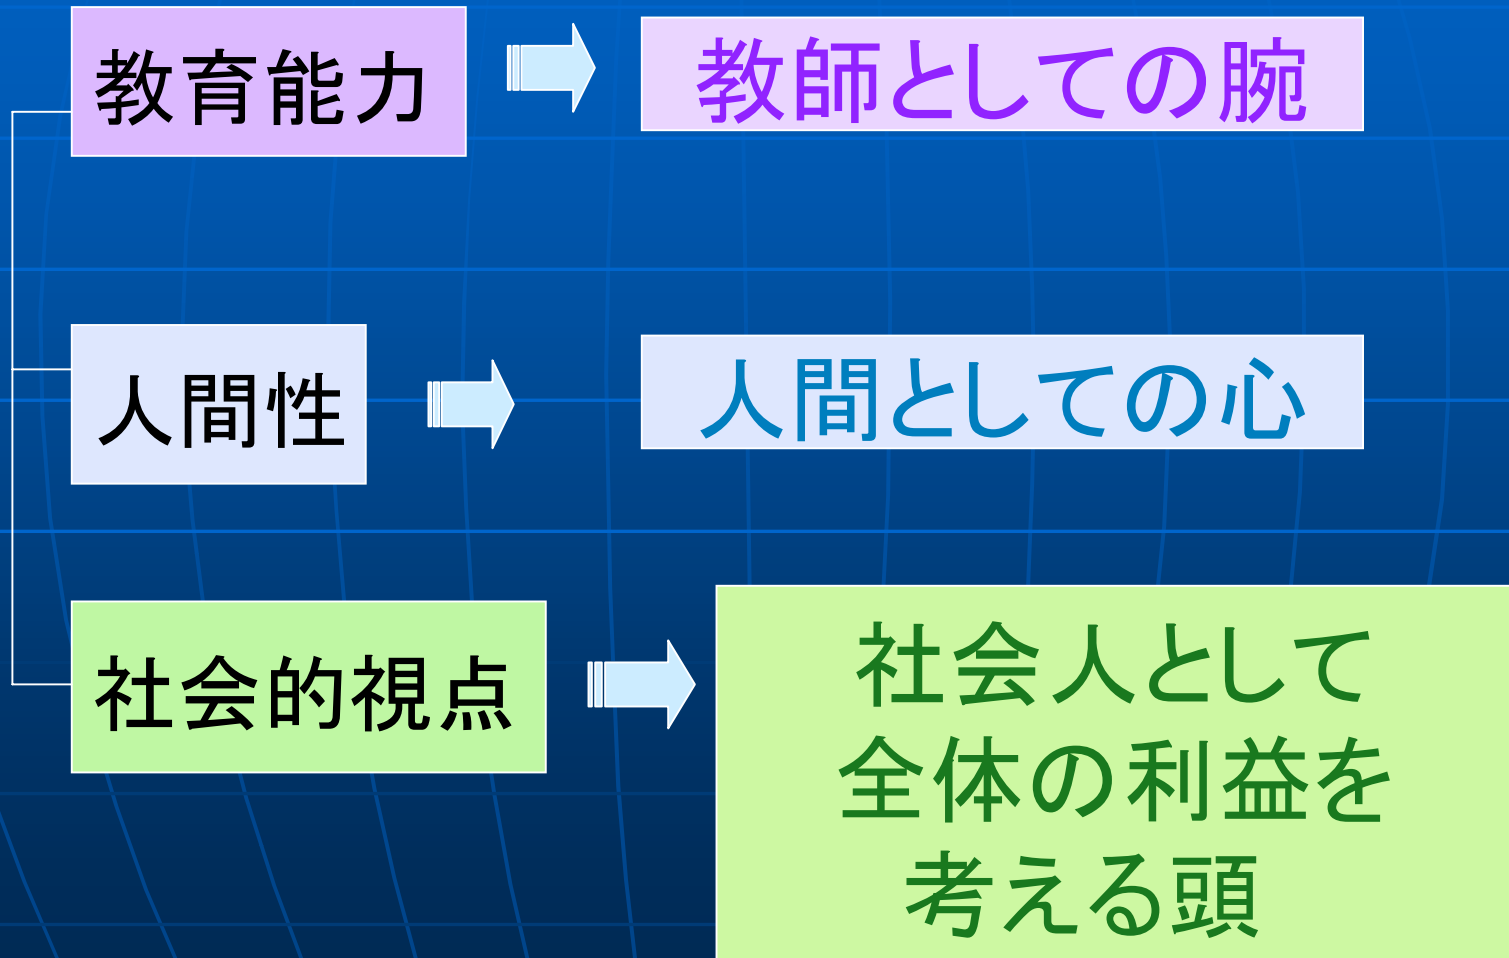 教育能力
教師としての腕
人間性
人間としての心
社会的視点
社会人として
全体の利益を
考える頭